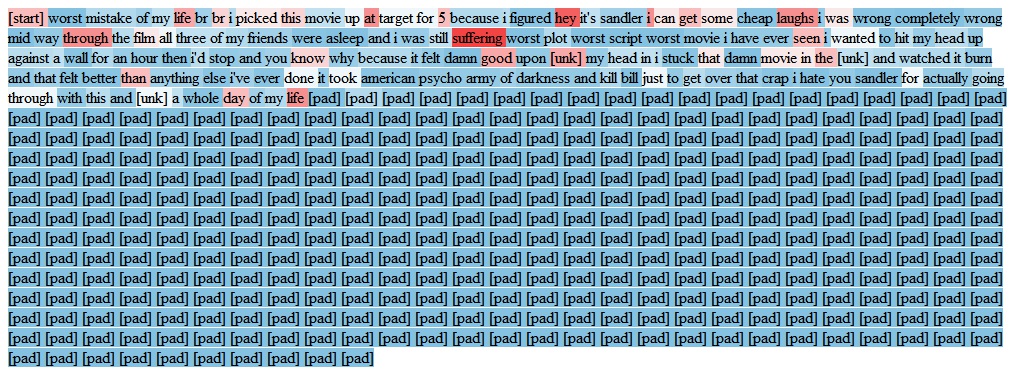 [start] worst mistake of my life br br i picked this movie up at target for 5 because i figured hey it's sandler i can get some cheap laughs i was wrong completely wrong
mid way through the film all three of my friends were asleep and i was still suffering worst plot worst script worst movie i have ever seen i wanted to hit my head up
against a wall for an hour then i'd stop and you know why because it felt damn good upon [unk] my head in i stuck that damn movie in the [unk] and watched it burn
and that felt better than anything else i've ever done it took american psycho army of darkness and kill bill just to get over that crap i hate you sandler for actually going
through with this and [unk] a whole day of my life [pad] [pad] [pad] [pad] [pad] [pad] [pad] [pad] [pad] [pad] [pad] [pad] [pad] [pad] [pad] [pad] [pad] [pad] [pad]
[pad] [pad] [pad] [pad] [pad] [pad] [pad] [pad] [pad] [pad] [pad] [pad] [pad] [pad] [pad] [pad] [pad] [pad] [pad] [pad] [pad] [pad] [pad] [pad] [pad] [pad] [pad]
[pad] [pad] [pad] [pad] [pad] [pad] [pad] [pad] [pad] [pad] [pad] [pad] [pad] [pad] [pad] [pad] [pad] [pad] [pad] [pad] [pad] [pad] [pad] [pad] [pad] [pad] [pad]
[pad] [pad] [pad] [pad] [pad] [pad] [pad] [pad] [pad] [pad] [pad] [pad] [pad] [pad] [pad] [pad] [pad] [pad] [pad] [pad] [pad] [pad] [pad] [pad] [pad] [pad] [pad]
[pad] [pad] [pad] [pad] [pad] [pad] [pad] [pad] [pad] [pad] [pad] [pad] [pad] [pad] [pad] [pad] [pad] [pad] [pad] [pad] [pad] [pad] [pad] [pad] [pad] [pad] [pad]
[pad] [pad] [pad] [pad] [pad] [pad] [pad] [pad] [pad] [pad] [pad] [pad] [pad] [pad] [pad] [pad] [pad] [pad] [pad] [pad] [pad] [pad] [pad] [pad] [pad] [pad] [pad]
[pad] [pad] [pad] [pad] [pad] [pad] [pad] [pad] [pad] [pad] [pad] [pad] [pad] [pad] [pad] [pad] [pad] [pad] [pad] [pad] [pad] [pad] [pad] [pad] [pad] [pad] [pad]
[pad] [pad] [pad] [pad] [pad] [pad] [pad] [pad] [pad] [pad] [pad] [pad] [pad] [pad] [pad] [pad] [pad] [pad] [pad] [pad] [pad] [pad] [pad] [pad] [pad] [pad] [pad]
[pad] [pad] [pad] [pad] [pad] [pad] [pad] [pad] [pad] [pad] [pad] [pad] [pad] [pad] [pad] [pad] [pad] [pad] [pad] [pad] [pad] [pad] [pad] [pad] [pad] [pad] [pad]
[pad] [pad] [pad] [pad] [pad] [pad] [pad] [pad] [pad] [pad] [pad] [pad] [pad] [pad] [pad] [pad] [pad] [pad] [pad] [pad] [pad] [pad] [pad] [pad] [pad] [pad] [pad]
[pad] [pad] [pad] [pad] [pad] [pad] [pad] [pad] [pad] [pad] [pad] [pad] [pad] [pad] [pad] [pad] [pad] [pad] [pad] [pad] [pad] [pad] [pad] [pad] [pad] [pad] [pad]
[pad] [pad] [pad] [pad] [pad] [pad] [pad] [pad] [pad] [pad] [pad] [pad] [pad] [pad] [pad] [pad] [pad] [pad] [pad] [pad] [pad] [pad] [pad] [pad] [pad] [pad] [pad]
[pad] [pad] [pad] [pad] [pad] [pad] [pad] [pad] [pad] [pad] [pad] [pad] [pad] [pad] [pad] [pad] [pad] [pad] [pad] [pad] [pad] [pad] [pad] [pad] [pad] [pad] [pad]
[pad] [pad] [pad] [pad] [pad] [pad] [pad] [pad] [pad] [pad]